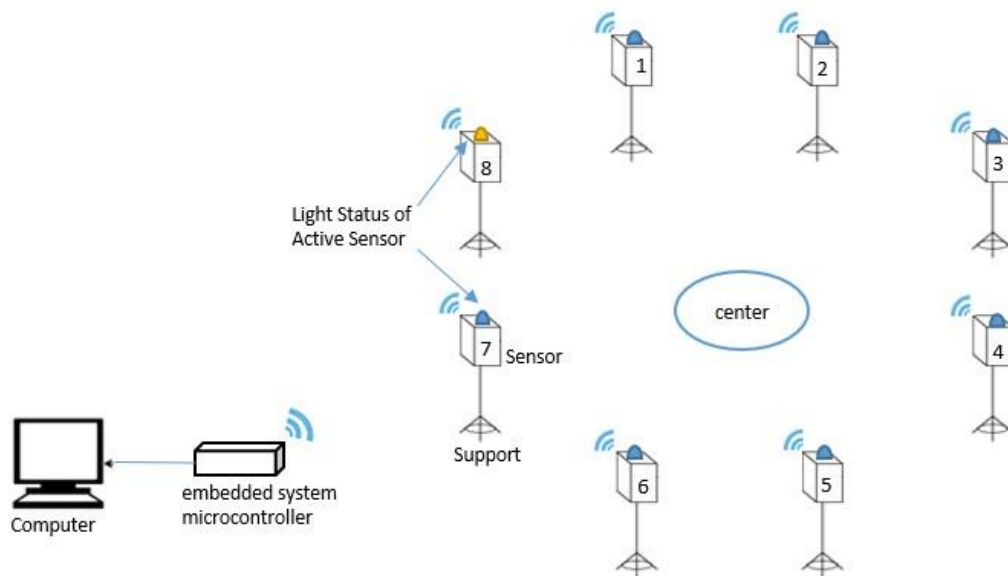 1
2
8
3
Light Status of
Active Sensor
center
7
Sensor
4
Support
6
5
embedded system
microcontroller
Computer